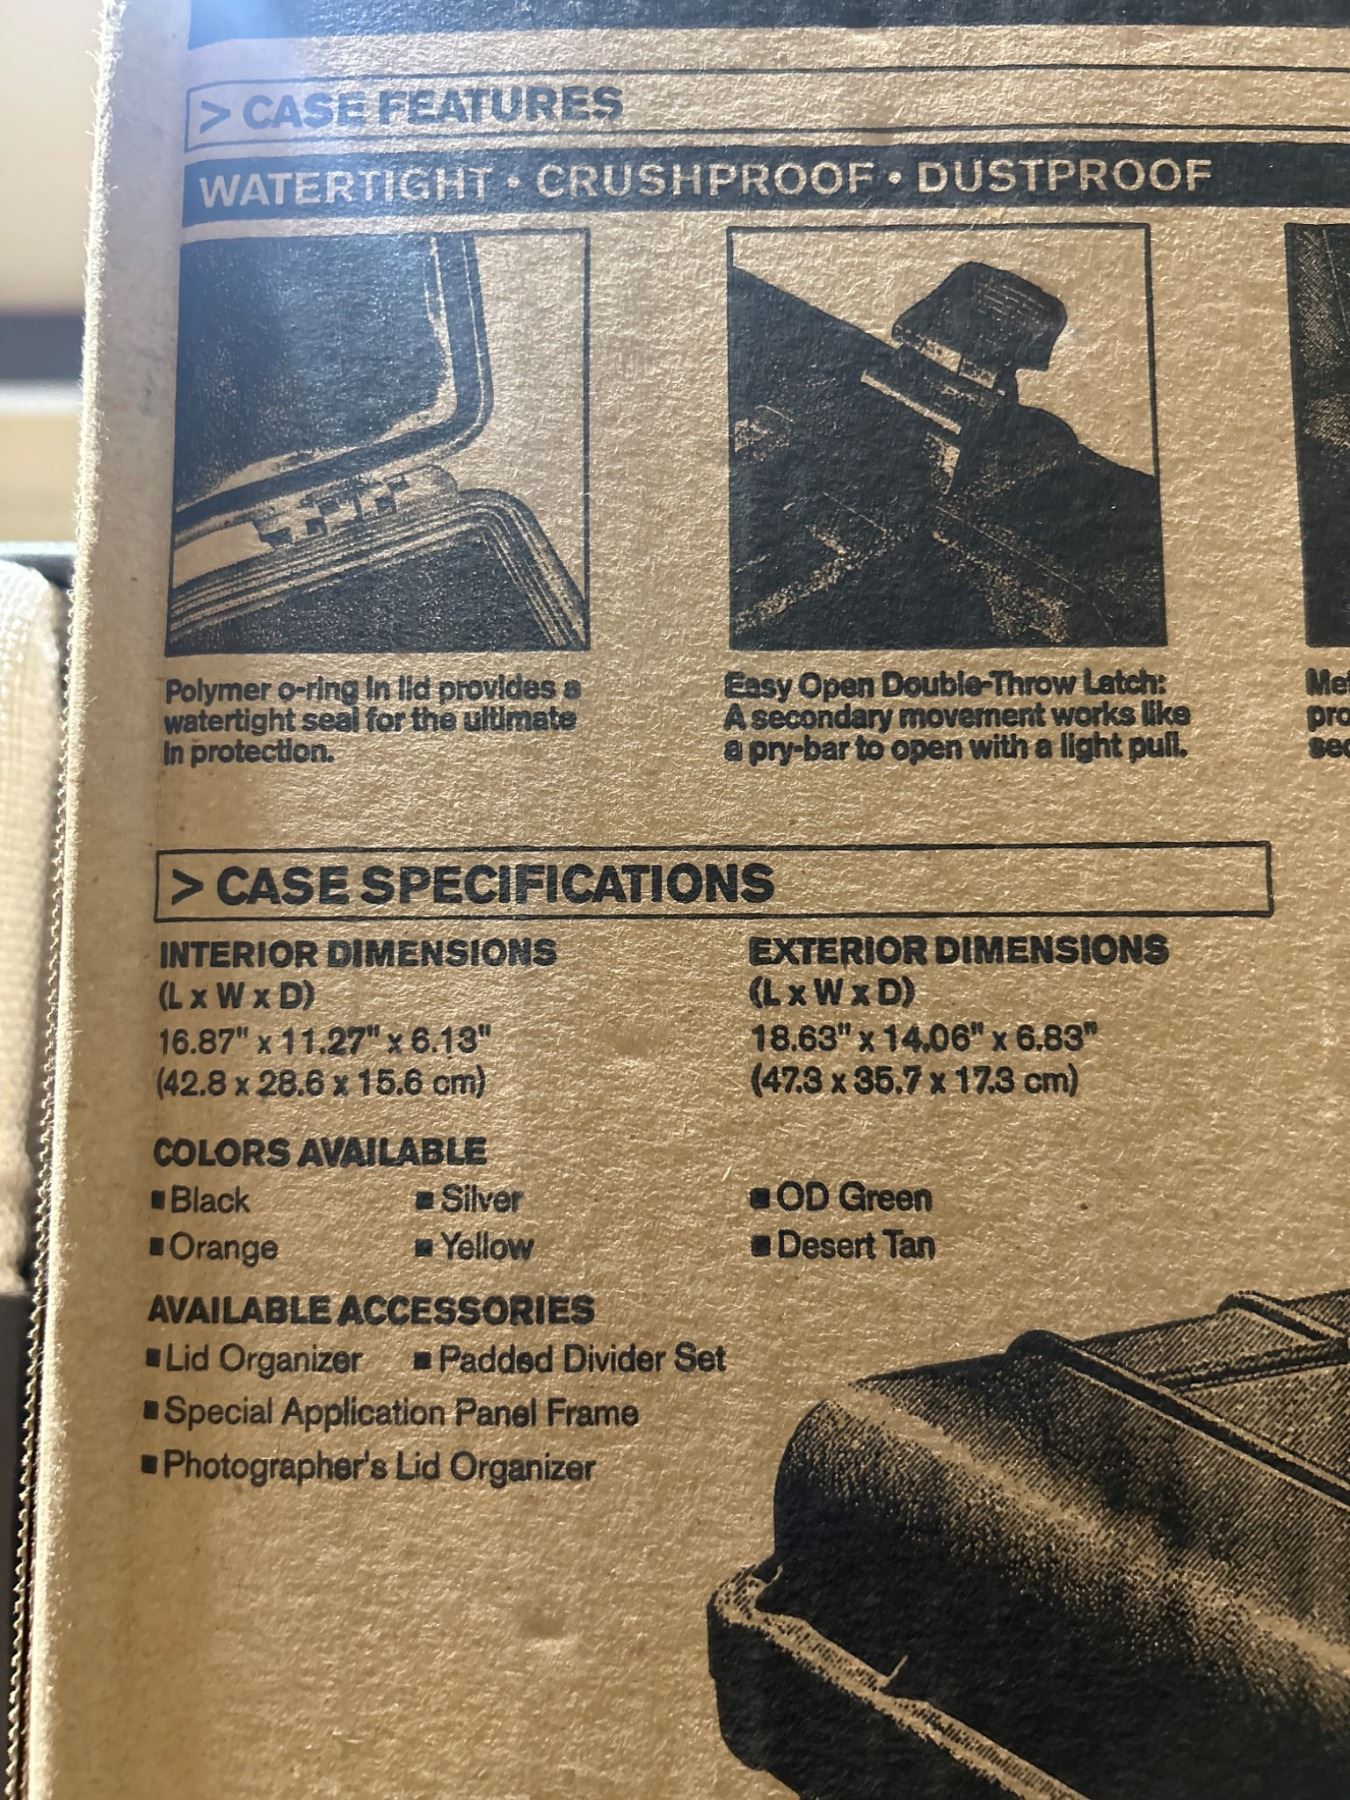 > CASE FEATURES
WATERTIGHT • CRUSHPROOF • DUSTPROOF
Polymer o-ring in lid provides a
watertight seal for the ultimate
in protection.
Easy Open Double-Throw Latch:
A secondary movement works like
a pry-bar to open with a light pull.
> CASE SPECIFICATIONS
INTERIOR DIMENSIONS
(L x W x D)
16.87" x 11.27" x 6.13"
(42.8 x 28.6 x 15.6 cm)
EXTERIOR DIMENSIONS
(L x W x D)
18.63" x 14.06" x 6.83"
(47.3 x 35.7 x 17.3 cm)
COLORS AVAILABLE
▪ Black ▪ Silver ▪ OD Green
▪ Orange ▪ Yellow ▪ Desert Tan
AVAILABLE ACCESSORIES
▪ Lid Organizer ▪ Padded Divider Set
▪ Special Application Panel Frame
▪ Photographer's Lid Organizer